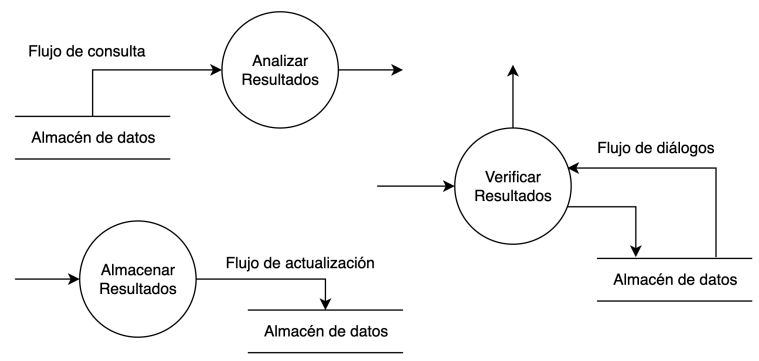 Flujo de consulta
Analizar
Resultados
Almacén de datos
Flujo de diálogos
Verificar
Resultados
Almacén de datos
Almacenar
Resultados
Flujo de actualización
Almacén de datos